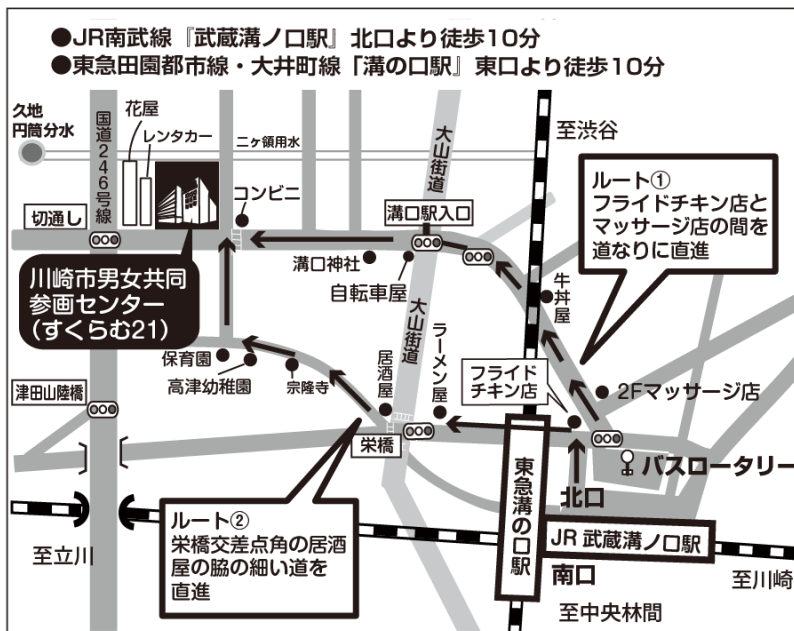 ●JR南武線『武蔵溝ノ口駅』北口より徒歩10分
●東急田園都市線・大井町線「溝の口駅』東口より徒歩10分
久地
円筒分水
国道246号線
花屋
レンタカー
二ヶ領用水
大山街道
至渋谷
ルート①
フライドチキン店と
マッサージ店の間を
道なりに直進
切通し
コンビニ
溝口駅入口
川崎市男女共同
参画センター
(すくらむ21)
溝口神社
自転車屋
牛丼屋
大山街道
保育園
高津幼稚園
宗隆寺
居酒屋
ラーメン屋
フライド
チキン店
2Fマッサージ店
津田山陸橋
栄橋
バスロータリー
北口
東急溝の口駅
ルート②
栄橋交差点角の居酒
屋の脇の細い道を
直進
JR 武蔵溝ノ口駅
南口
至立川
至川崎
至中央林間